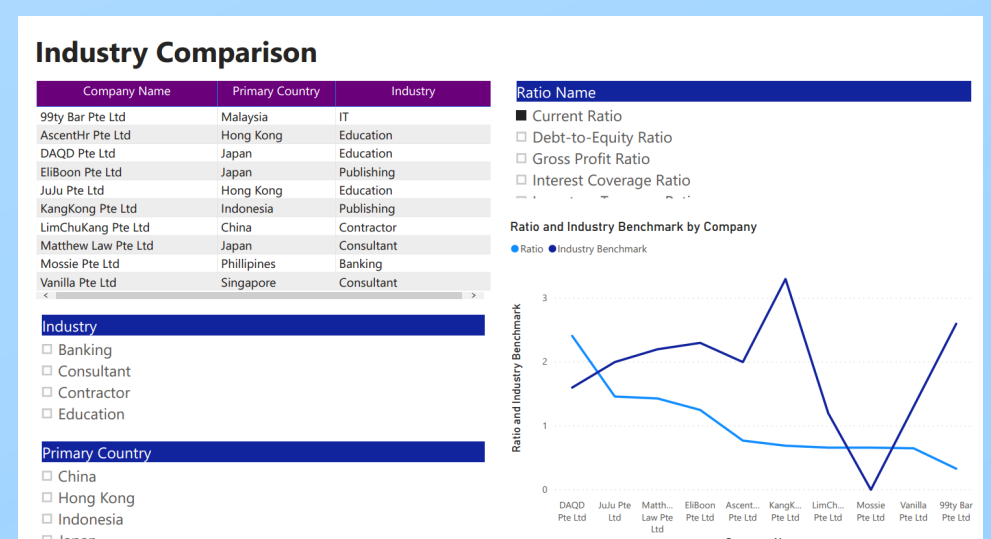 Industry Comparison
Company Name Primary Country Industry
99ty Bar Pte Ltd Malaysia IT
AscentHr Pte Ltd Hong Kong Education
DAQD Pte Ltd Japan Education
EliBoon Pte Ltd Japan Publishing
JuJu Pte Ltd Hong Kong Education
KangKong Pte Ltd Indonesia Publishing
LimChuKang Pte Ltd China Contractor
Matthew Law Pte Ltd Japan Consultant
Mossie Pte Ltd Phillipines Banking
Vanilla Pte Ltd Singapore Consultant
Industry
Banking
Consultant
Contractor
Education
Primary Country
China
Hong Kong
Indonesia
Ratio Name
Current Ratio
Debt-to-Equity Ratio
Gross Profit Ratio
Interest Coverage Ratio
Ratio and Industry Benchmark by Company
Ratio Industry Benchmark
Ratio and Industry Benchmark
3
2
1
0
DAQD JuJu Pte Matth... EliBoon Ascent... KangK... LimCh... Mossie Vanilla 99ty Bar
Pte Ltd Ltd Law Pte Pte Ltd Pte Ltd Pte Ltd Pte Ltd Pte Ltd Pte Ltd Pte Ltd
Ltd